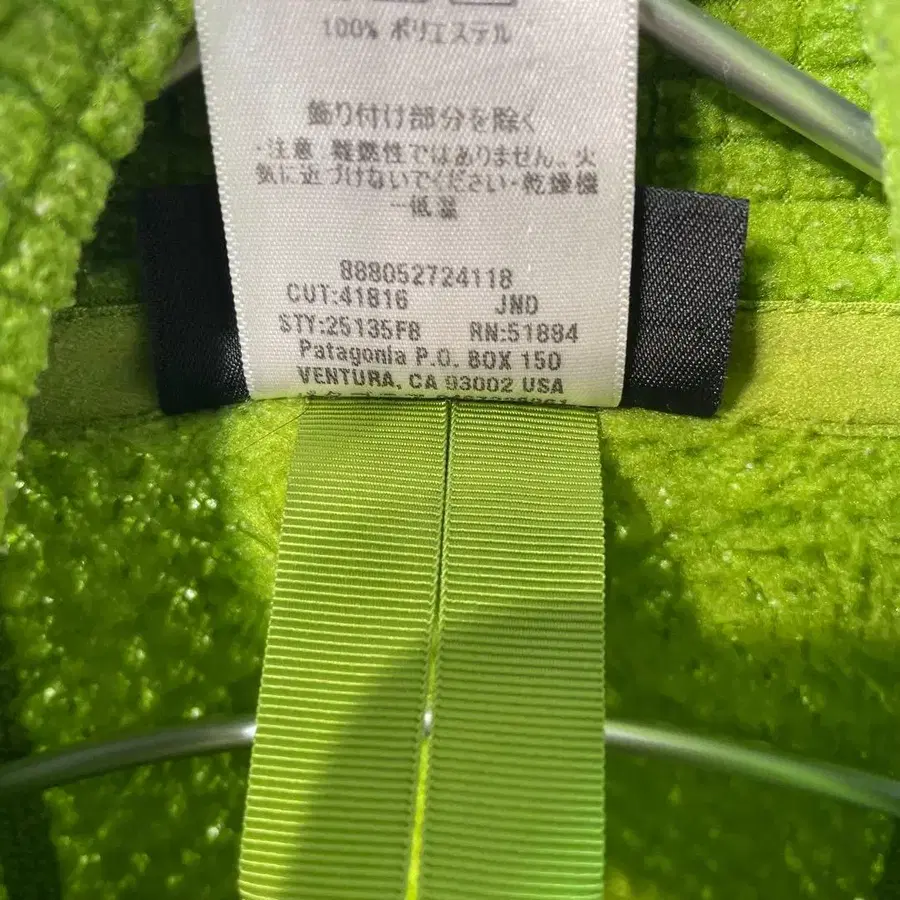 100% ポリエステル
飾り付け部分を除く
・注意 難燃性ではありません。火
気に近づけないでください・乾燥機
ー低温
888052724118
CUT:41816 JND
STY:25135F8 RN:51884
Patagonia P.O. BOX 150
VENTURA, CA 93002 USA